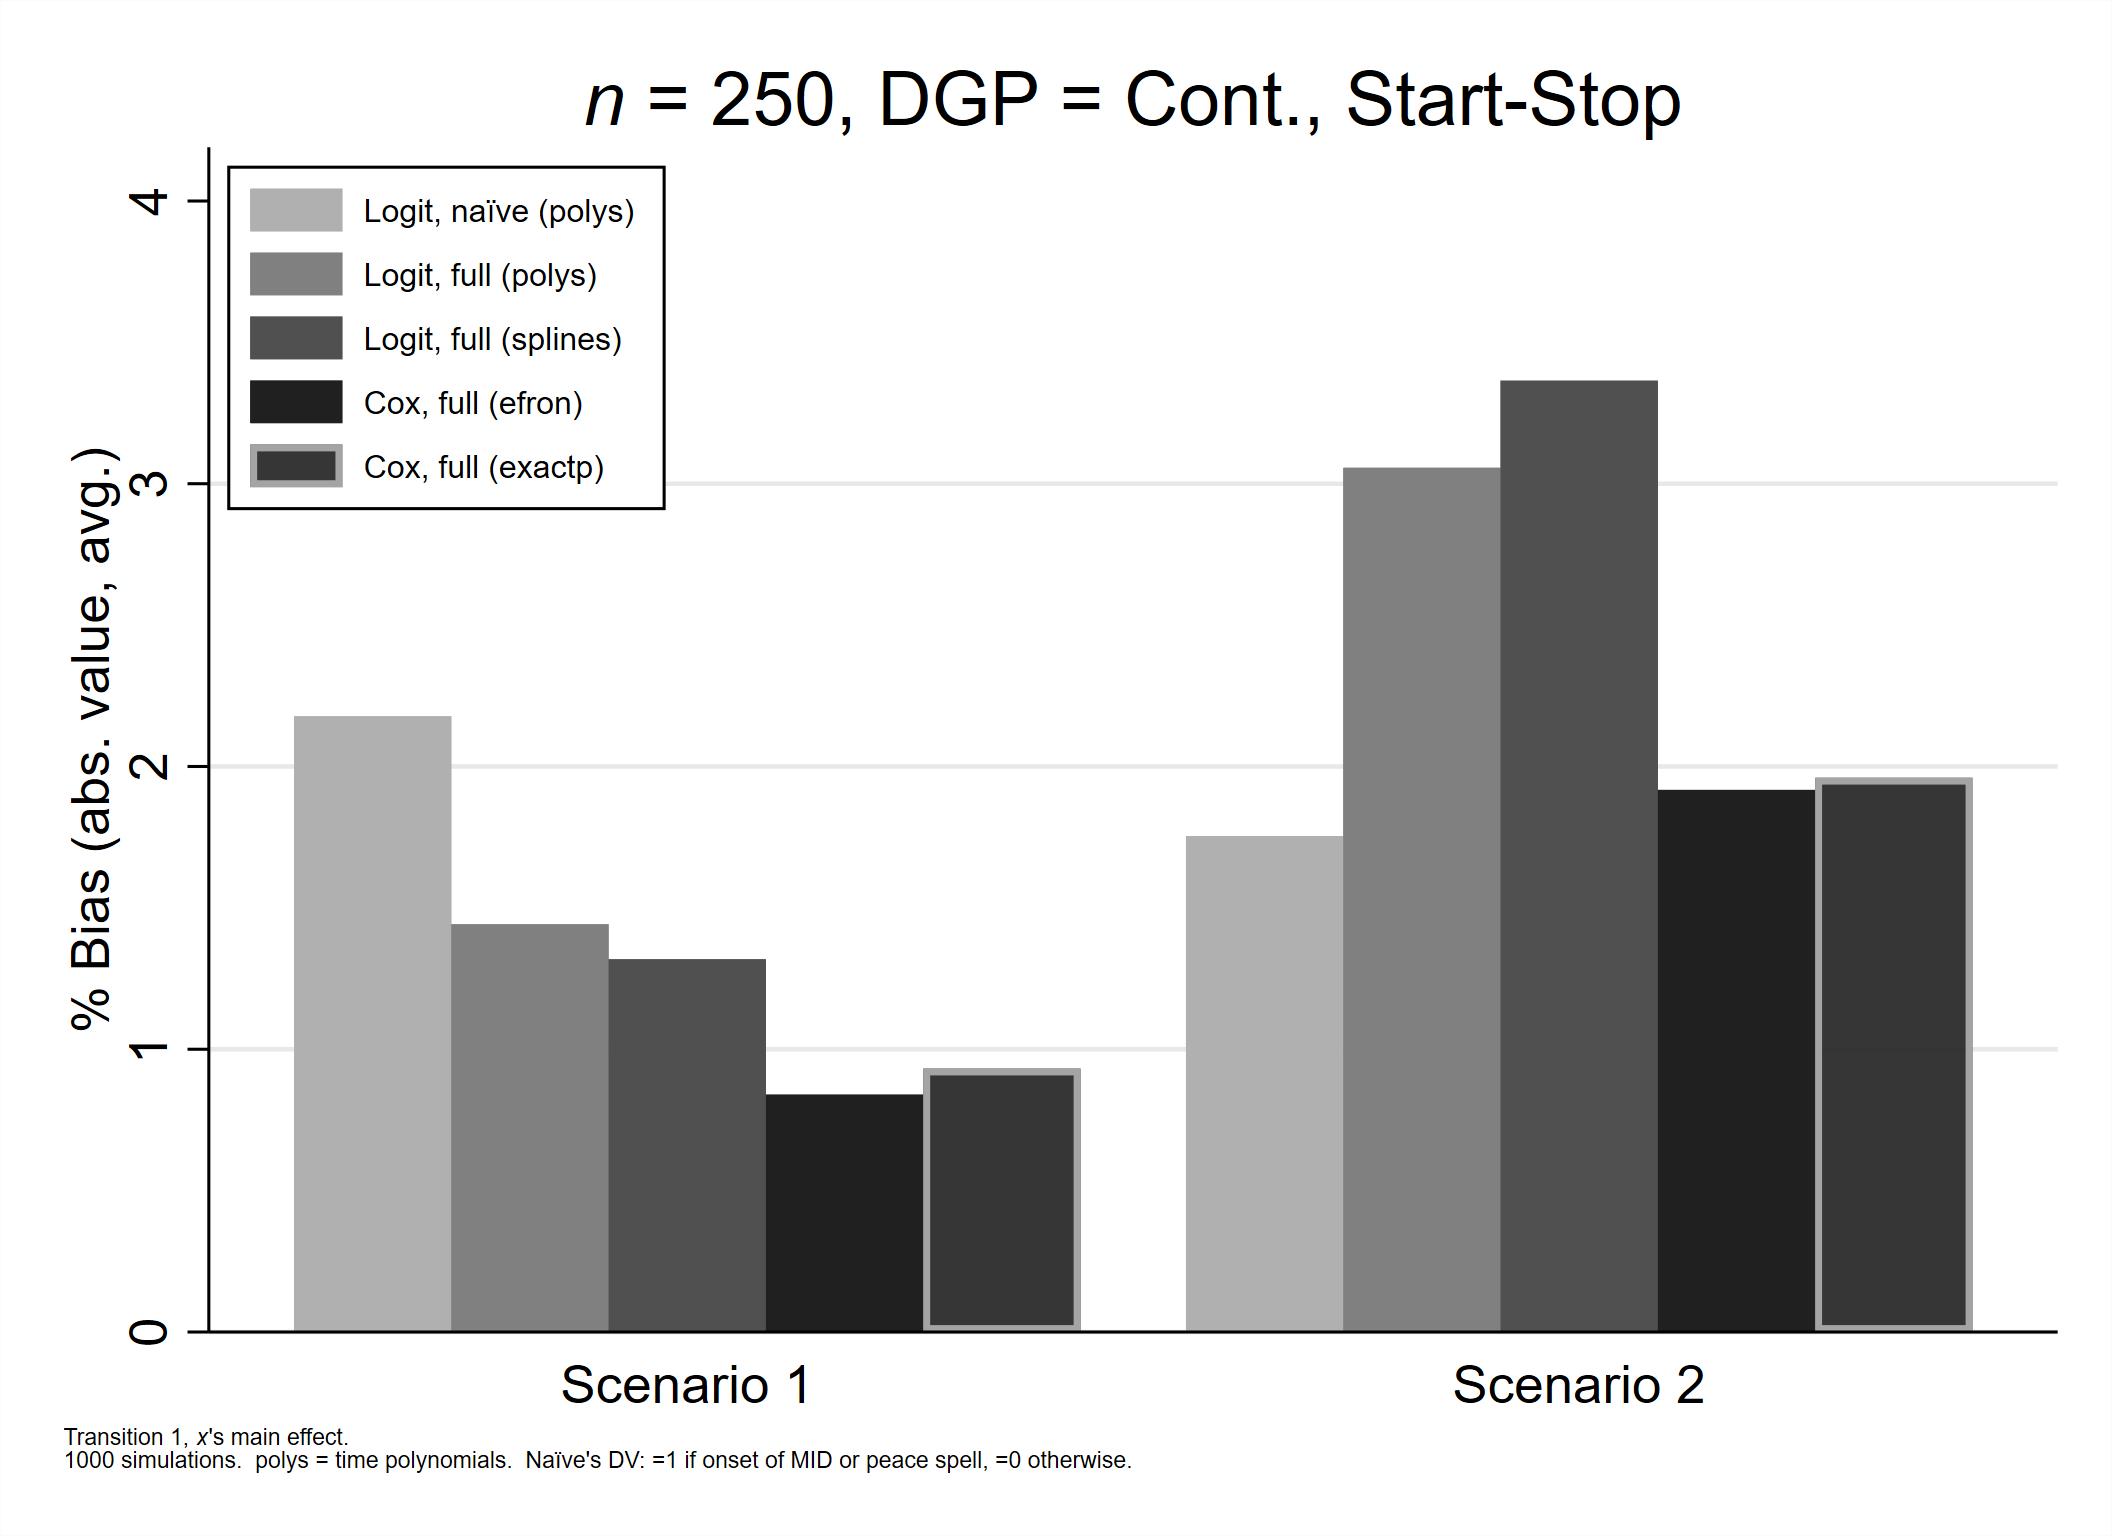 n = 250, DGP = Cont., Start-Stop
Logit, naïve (polys)
Logit, full (polys)
Logit, full (splines)
Cox, full (efron)
Cox, full (exactp)
% Bias (abs. value, avg.)
4
3
2
1
0
Scenario 1
Scenario 2
Transition 1, x's main effect.
1000 simulations.  polys = time polynomials.  Naïve's DV: =1 if onset of MID or peace spell, =0 otherwise.